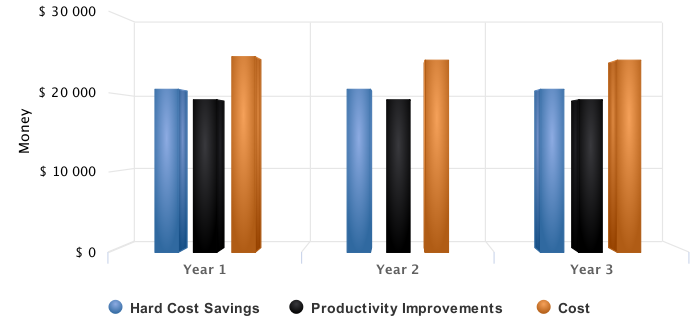 $ 30 000
$ 20 000
$ 10 000
$ 0
Money
Year 1 Year 2 Year 3
Hard Cost Savings Productivity Improvements Cost